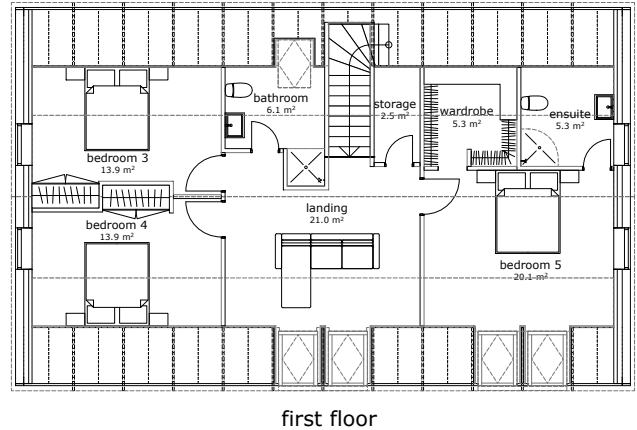 bathroom
6.1 m²
storage
2.5 m²
wardrobe
5.3 m²
ensuite
5.3 m²
bedroom 3
13.9 m²
landing
21.0 m²
bedroom 4
13.9 m²
bedroom 5
20.1 m²
first floor